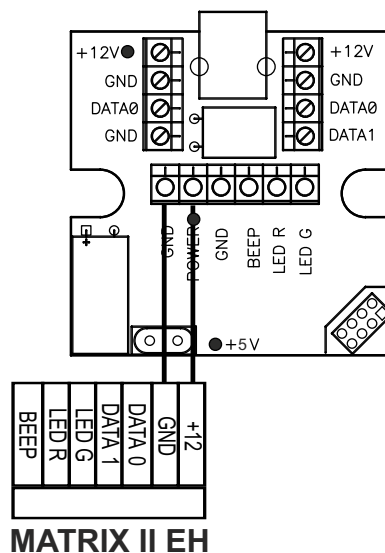 +12V
GND
DATA0
GND
+12V
GND
DATA0
DATA1
GND
POWER
GND
BEEP
LED R
LED G
+
+5V
BEEP
LED R
LED G
DATA 1
DATA 0
GND
+12
MATRIX II EH